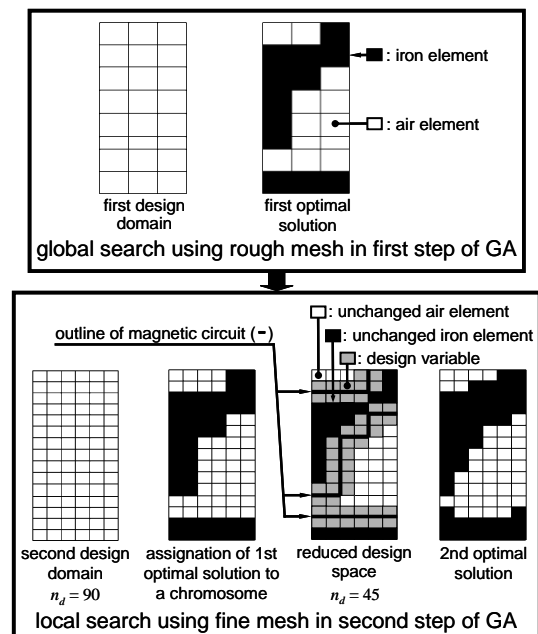 : iron element
: air element
first design
domain
first optimal
solution
global search using rough mesh in first step of GA
: unchanged air element
outline of magnetic circuit (-)
: unchanged iron element
: design variable
second design
domain
n_d = 90
assignation of 1st
optimal solution to
a chromosome
reduced design
space
n_d = 45
2nd optimal
solution
local search using fine mesh in second step of GA